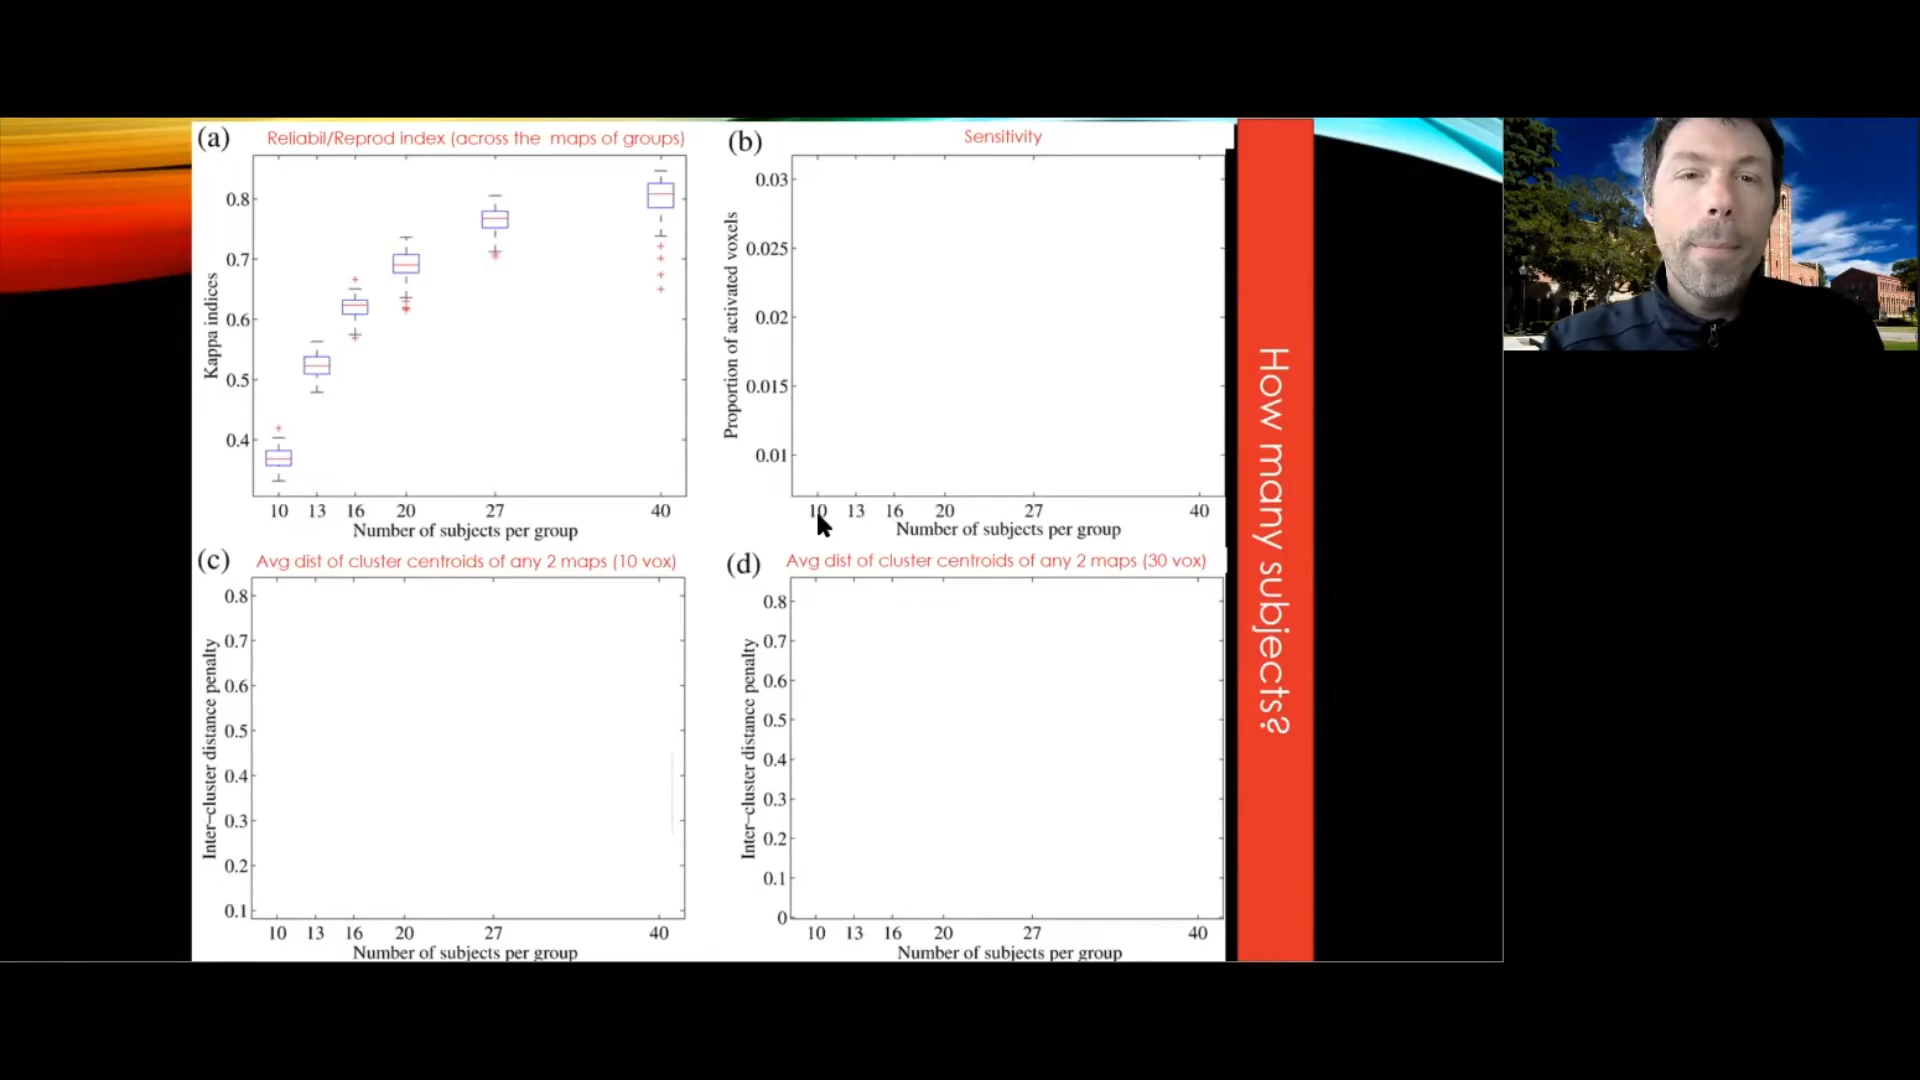 (a) Reliabil/Reprod index (across the maps of groups)
Kappa indices
0.8
0.7
0.6
0.5
0.4
10 13 16 20 27 40
Number of subjects per group
(b) Sensitivity
Proportion of activated voxels
0.03
0.025
0.02
0.015
0.01
10 13 16 20 27 40
Number of subjects per group
(c) Avg dist of cluster centroids of any 2 maps (10 vox)
Inter-cluster distance penalty
0.8
0.7
0.6
0.5
0.4
0.3
0.2
0.1
10 13 16 20 27 40
Number of subjects per group
(d) Avg dist of cluster centroids of any 2 maps (30 vox)
Inter-cluster distance penalty
0.8
0.7
0.6
0.5
0.4
0.3
0.2
0.1
0
10 13 16 20 27 40
Number of subjects per group
How many subjects?